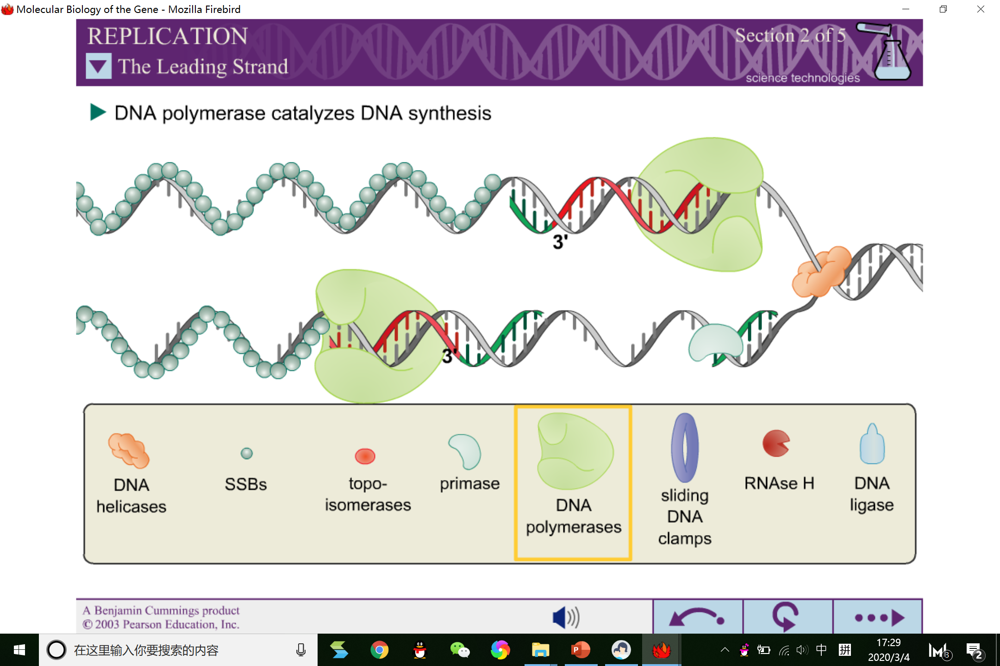 Molecular Biology of the Gene - Mozilla Firebird
REPLICATION
Section 2 of 5
The Leading Strand
science technologies
DNA polymerase catalyzes DNA synthesis
3'
3'
DNA
helicases
SSBs
topo-
isomerases
primase
DNA
polymerases
sliding
DNA
clamps
RNAse H
DNA
ligase
A Benjamin Cummings product
© 2003 Pearson Education, Inc.
在这里输入你要搜索的内容
P
中
拼
17:29
2020/3/4
3
2